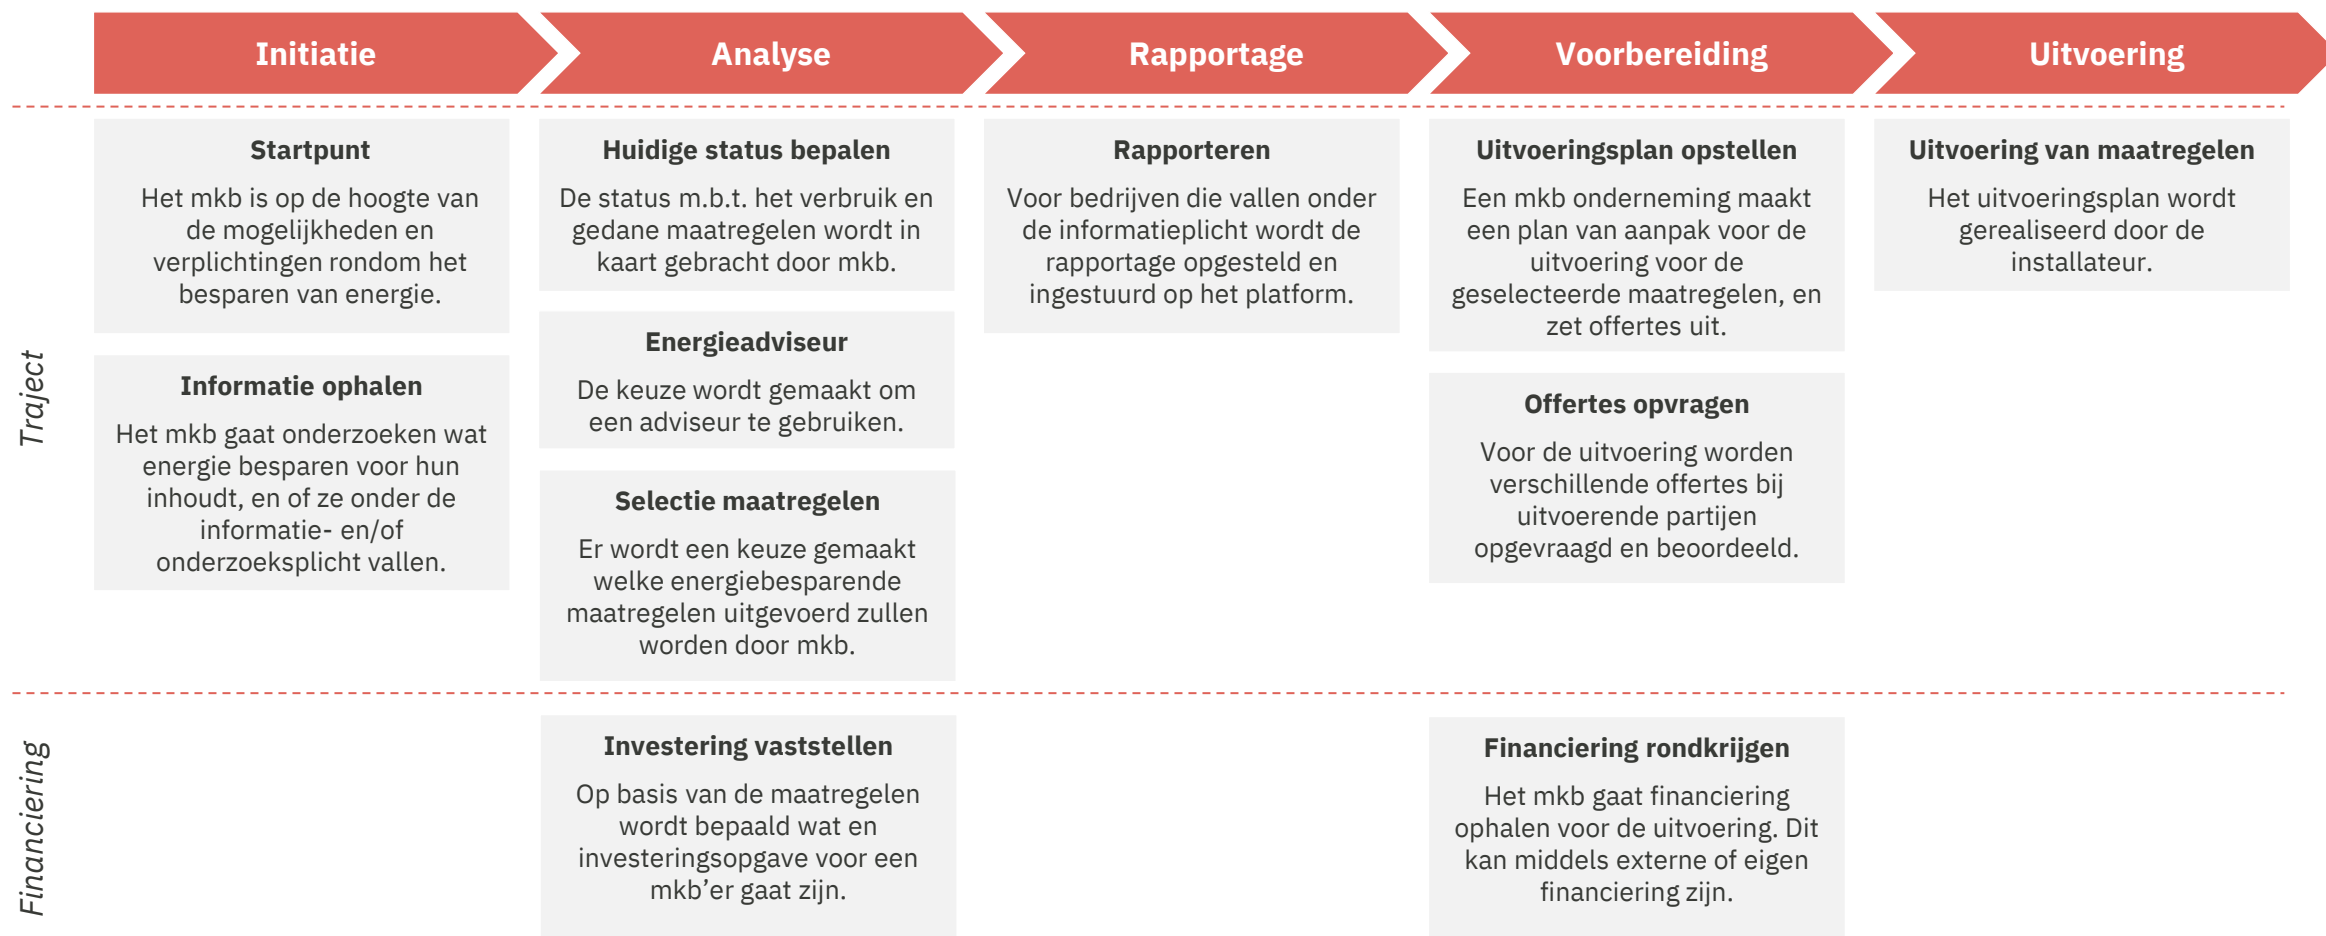 Initiatie
Analyse
Rapportage
Voorbereiding
Uitvoering
Traject
Startpunt
Het mkb is op de hoogte van
de mogelijkheden en
verplichtingen rondom het
besparen van energie.
Informatie ophalen
Het mkb gaat onderzoeken wat
energie besparen voor hun
inhoudt, en of ze onder de
informatie- en/of
onderzoeksplicht vallen.
Huidige status bepalen
De status m.b.t. het verbruik en
gedane maatregelen wordt in
kaart gebracht door mkb.
Energieadviseur
De keuze wordt gemaakt om
een adviseur te gebruiken.
Selectie maatregelen
Er wordt een keuze gemaakt
welke energiebesparende
maatregelen uitgevoerd zullen
worden door mkb.
Rapporteren
Voor bedrijven die vallen onder
de informatieplicht wordt de
rapportage opgesteld en
ingestuurd op het platform.
Uitvoeringsplan opstellen
Een mkb onderneming maakt
een plan van aanpak voor de
uitvoering voor de
geselecteerde maatregelen, en
zet offertes uit.
Offertes opvragen
Voor de uitvoering worden
verschillende offertes bij
uitvoerende partijen
opgevraagd en beoordeeld.
Uitvoering van maatregelen
Het uitvoeringsplan wordt
gerealiseerd door de
installateur.
Financiering
Investering vaststellen
Op basis van de maatregelen
wordt bepaald wat en
investeringsopgave voor een
mkb’er gaat zijn.
Financiering rondkrijgen
Het mkb gaat financiering
ophalen voor de uitvoering. Dit
kan middels externe of eigen
financiering zijn.